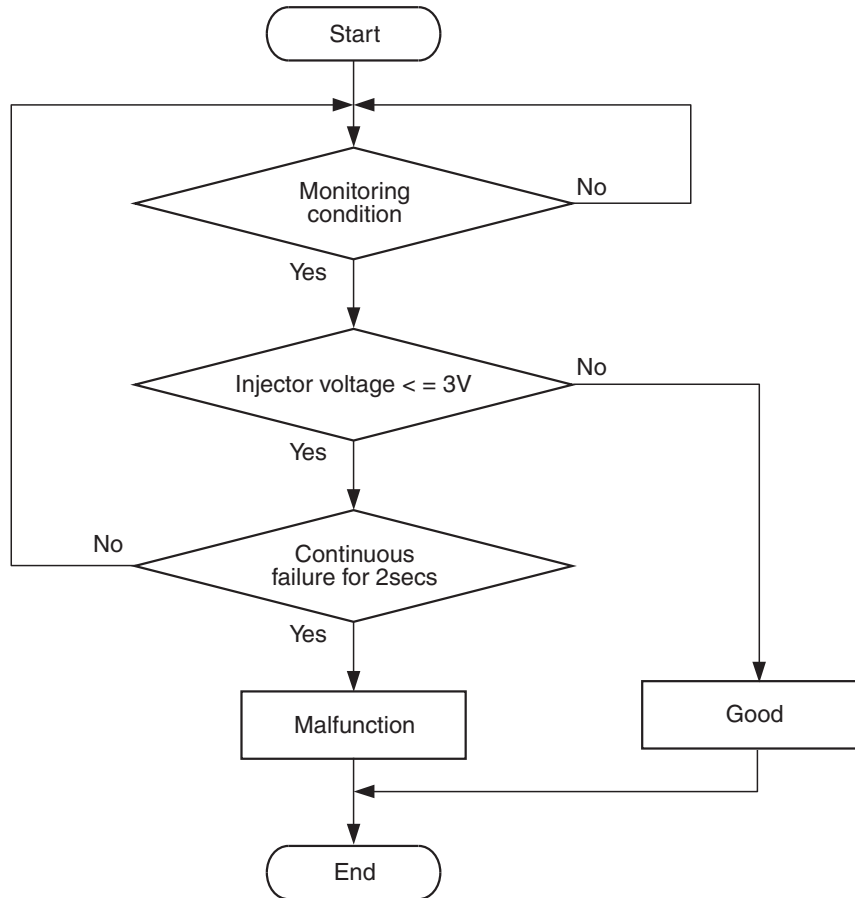 Start
Monitoring
condition
No
Yes
Injector voltage < = 3V
No
Yes
No
Continuous
failure for 2secs
Yes
Malfunction
Good
End